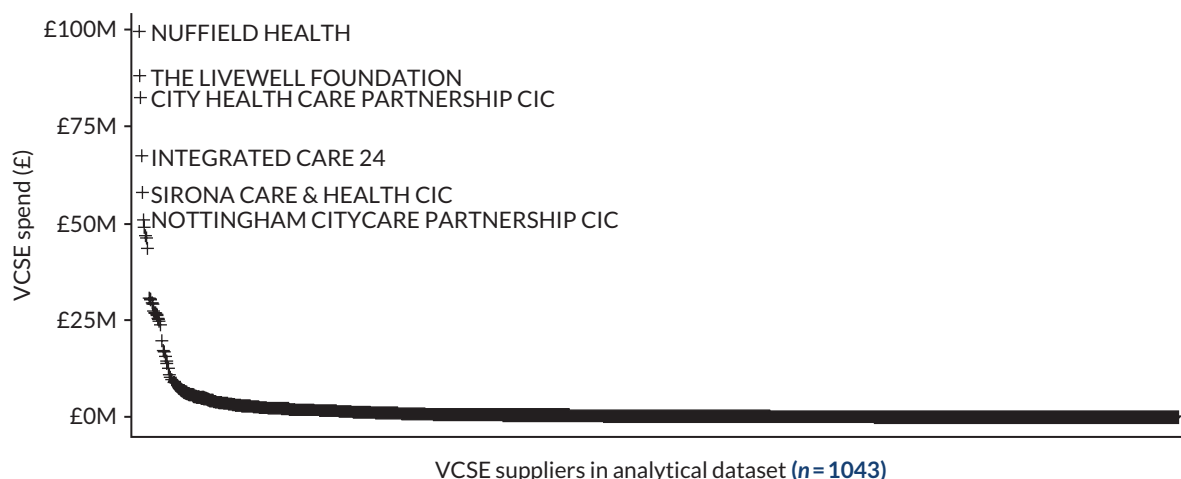 £100M
NUFFIELD HEALTH
THE LIVEWELL FOUNDATION
CITY HEALTH CARE PARTNERSHIP CIC
£75M
INTEGRATED CARE 24
SIRONA CARE & HEALTH CIC
£50M
NOTTINGHAM CITYCARE PARTNERSHIP CIC
£25M
£0M
VCSE spend (£)
VCSE suppliers in analytical dataset (n=1043)